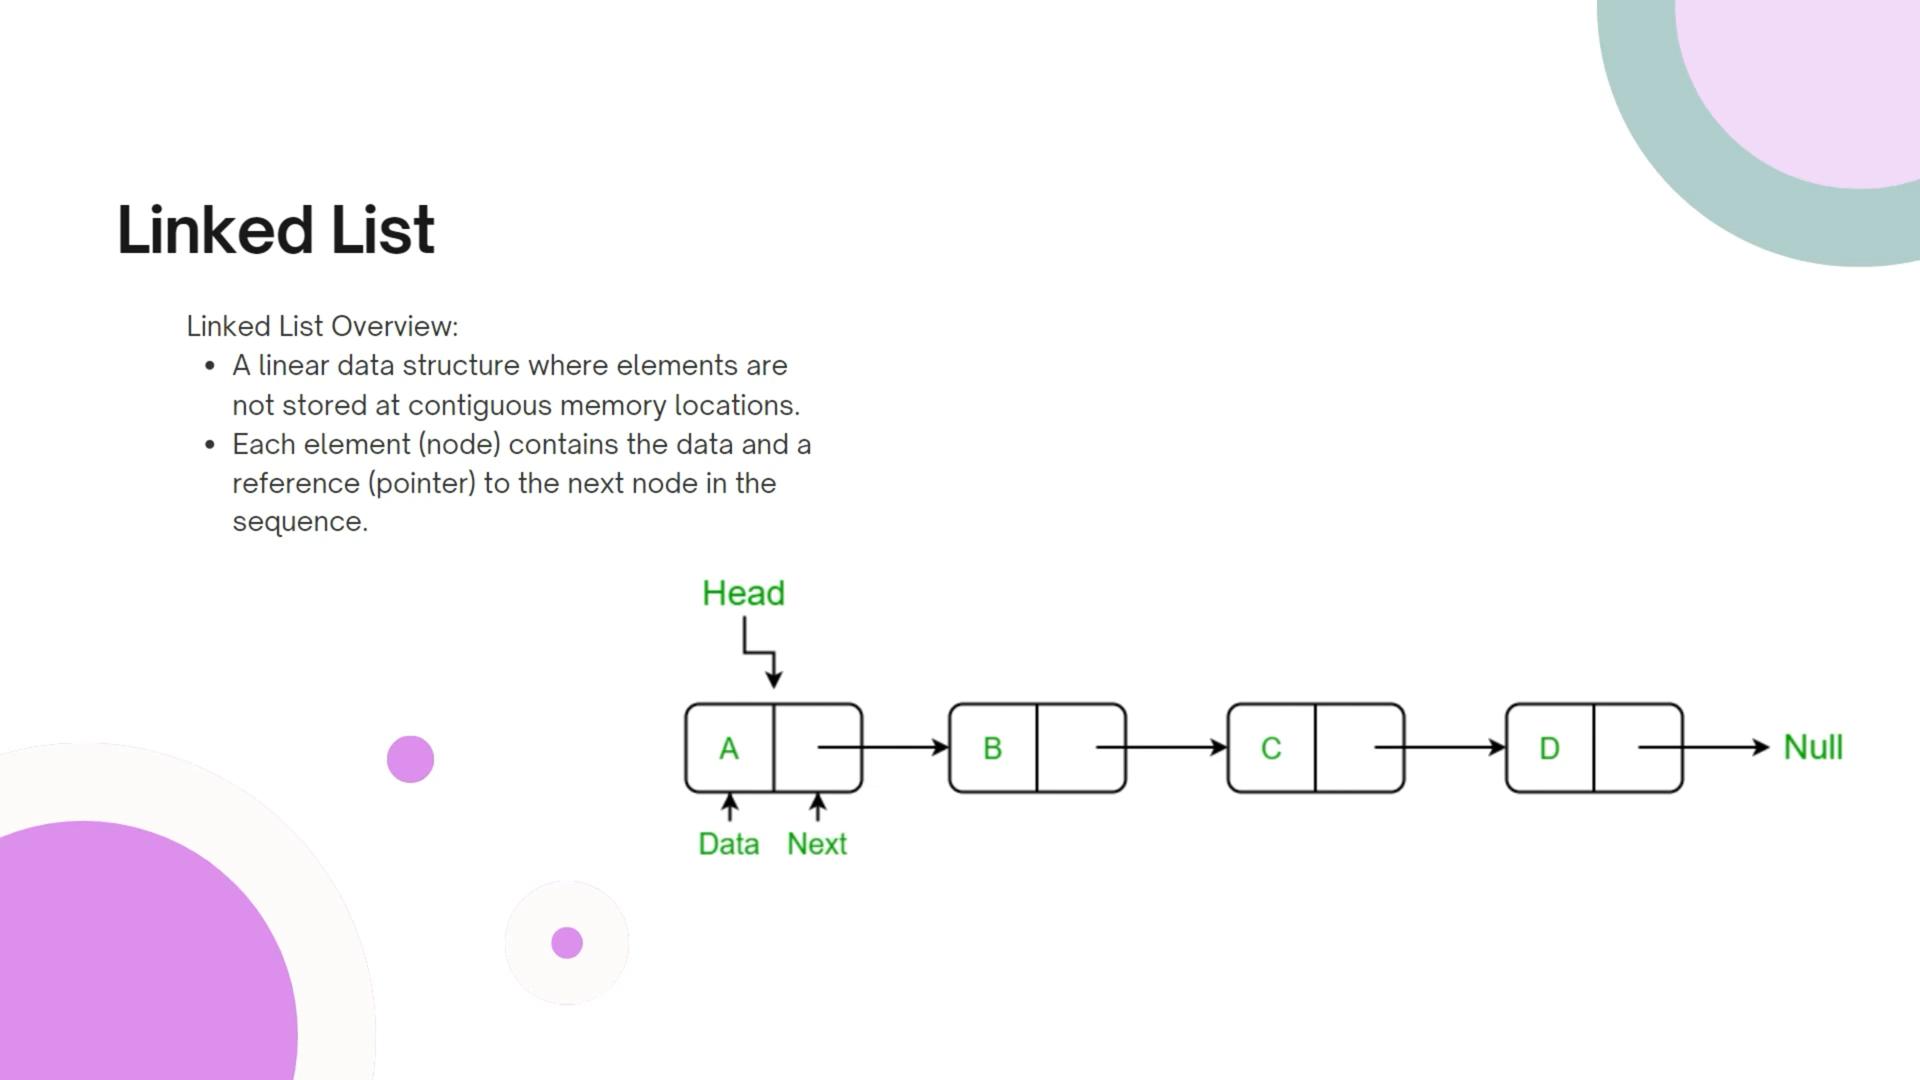 Linked List
Linked List Overview:
• A linear data structure where elements are
not stored at contiguous memory locations.
• Each element (node) contains the data and a
reference (pointer) to the next node in the
sequence.
Head
A
B
C
D
Null
Data
Next